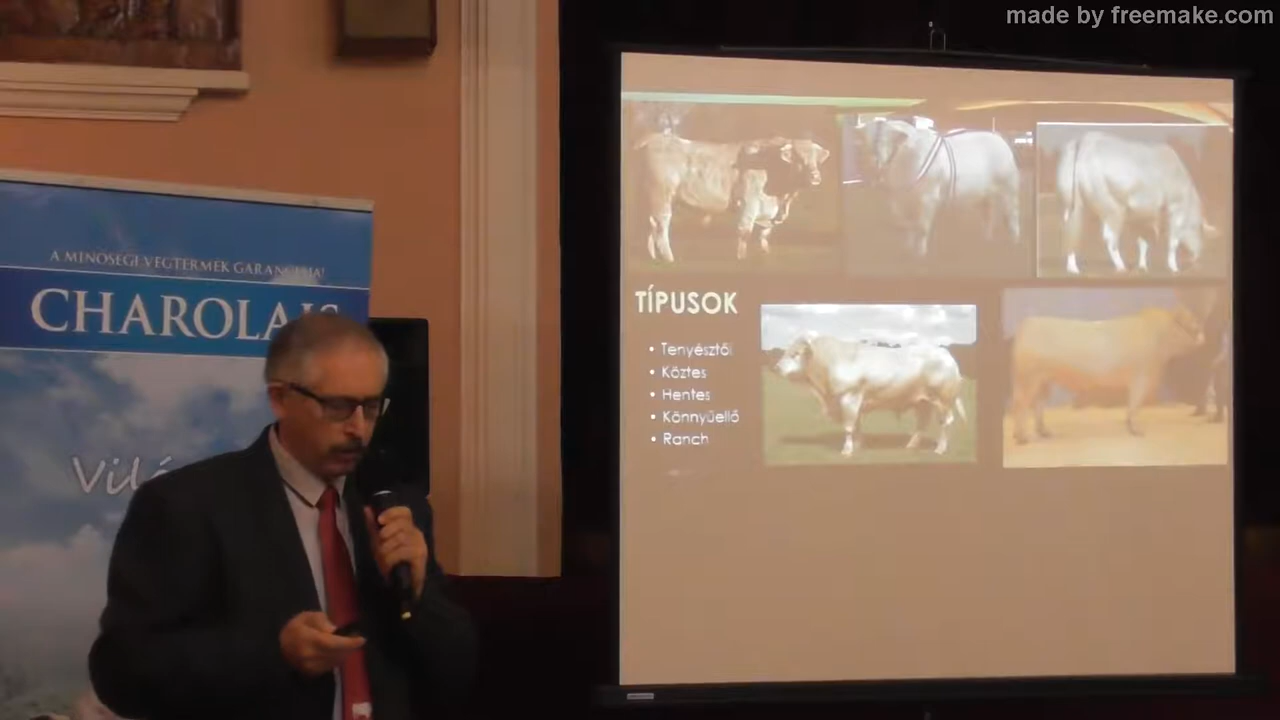 made by freemake.com
A MINŐSÉGI VÉGTERMÉK GARANCIÁJA!
CHAROLAIS
TÍPUSOK
• Tenyésztői
• Köztes
• Hentes
• Könnyűellő
• Ranch